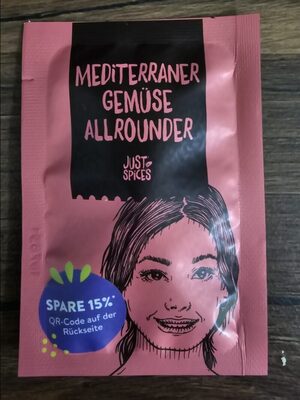 MEDITERRANER
GEMÜSE
ALLROUNDER
JUST
SPICES
SPARE 15%*
QR-Code auf der
Rückseite